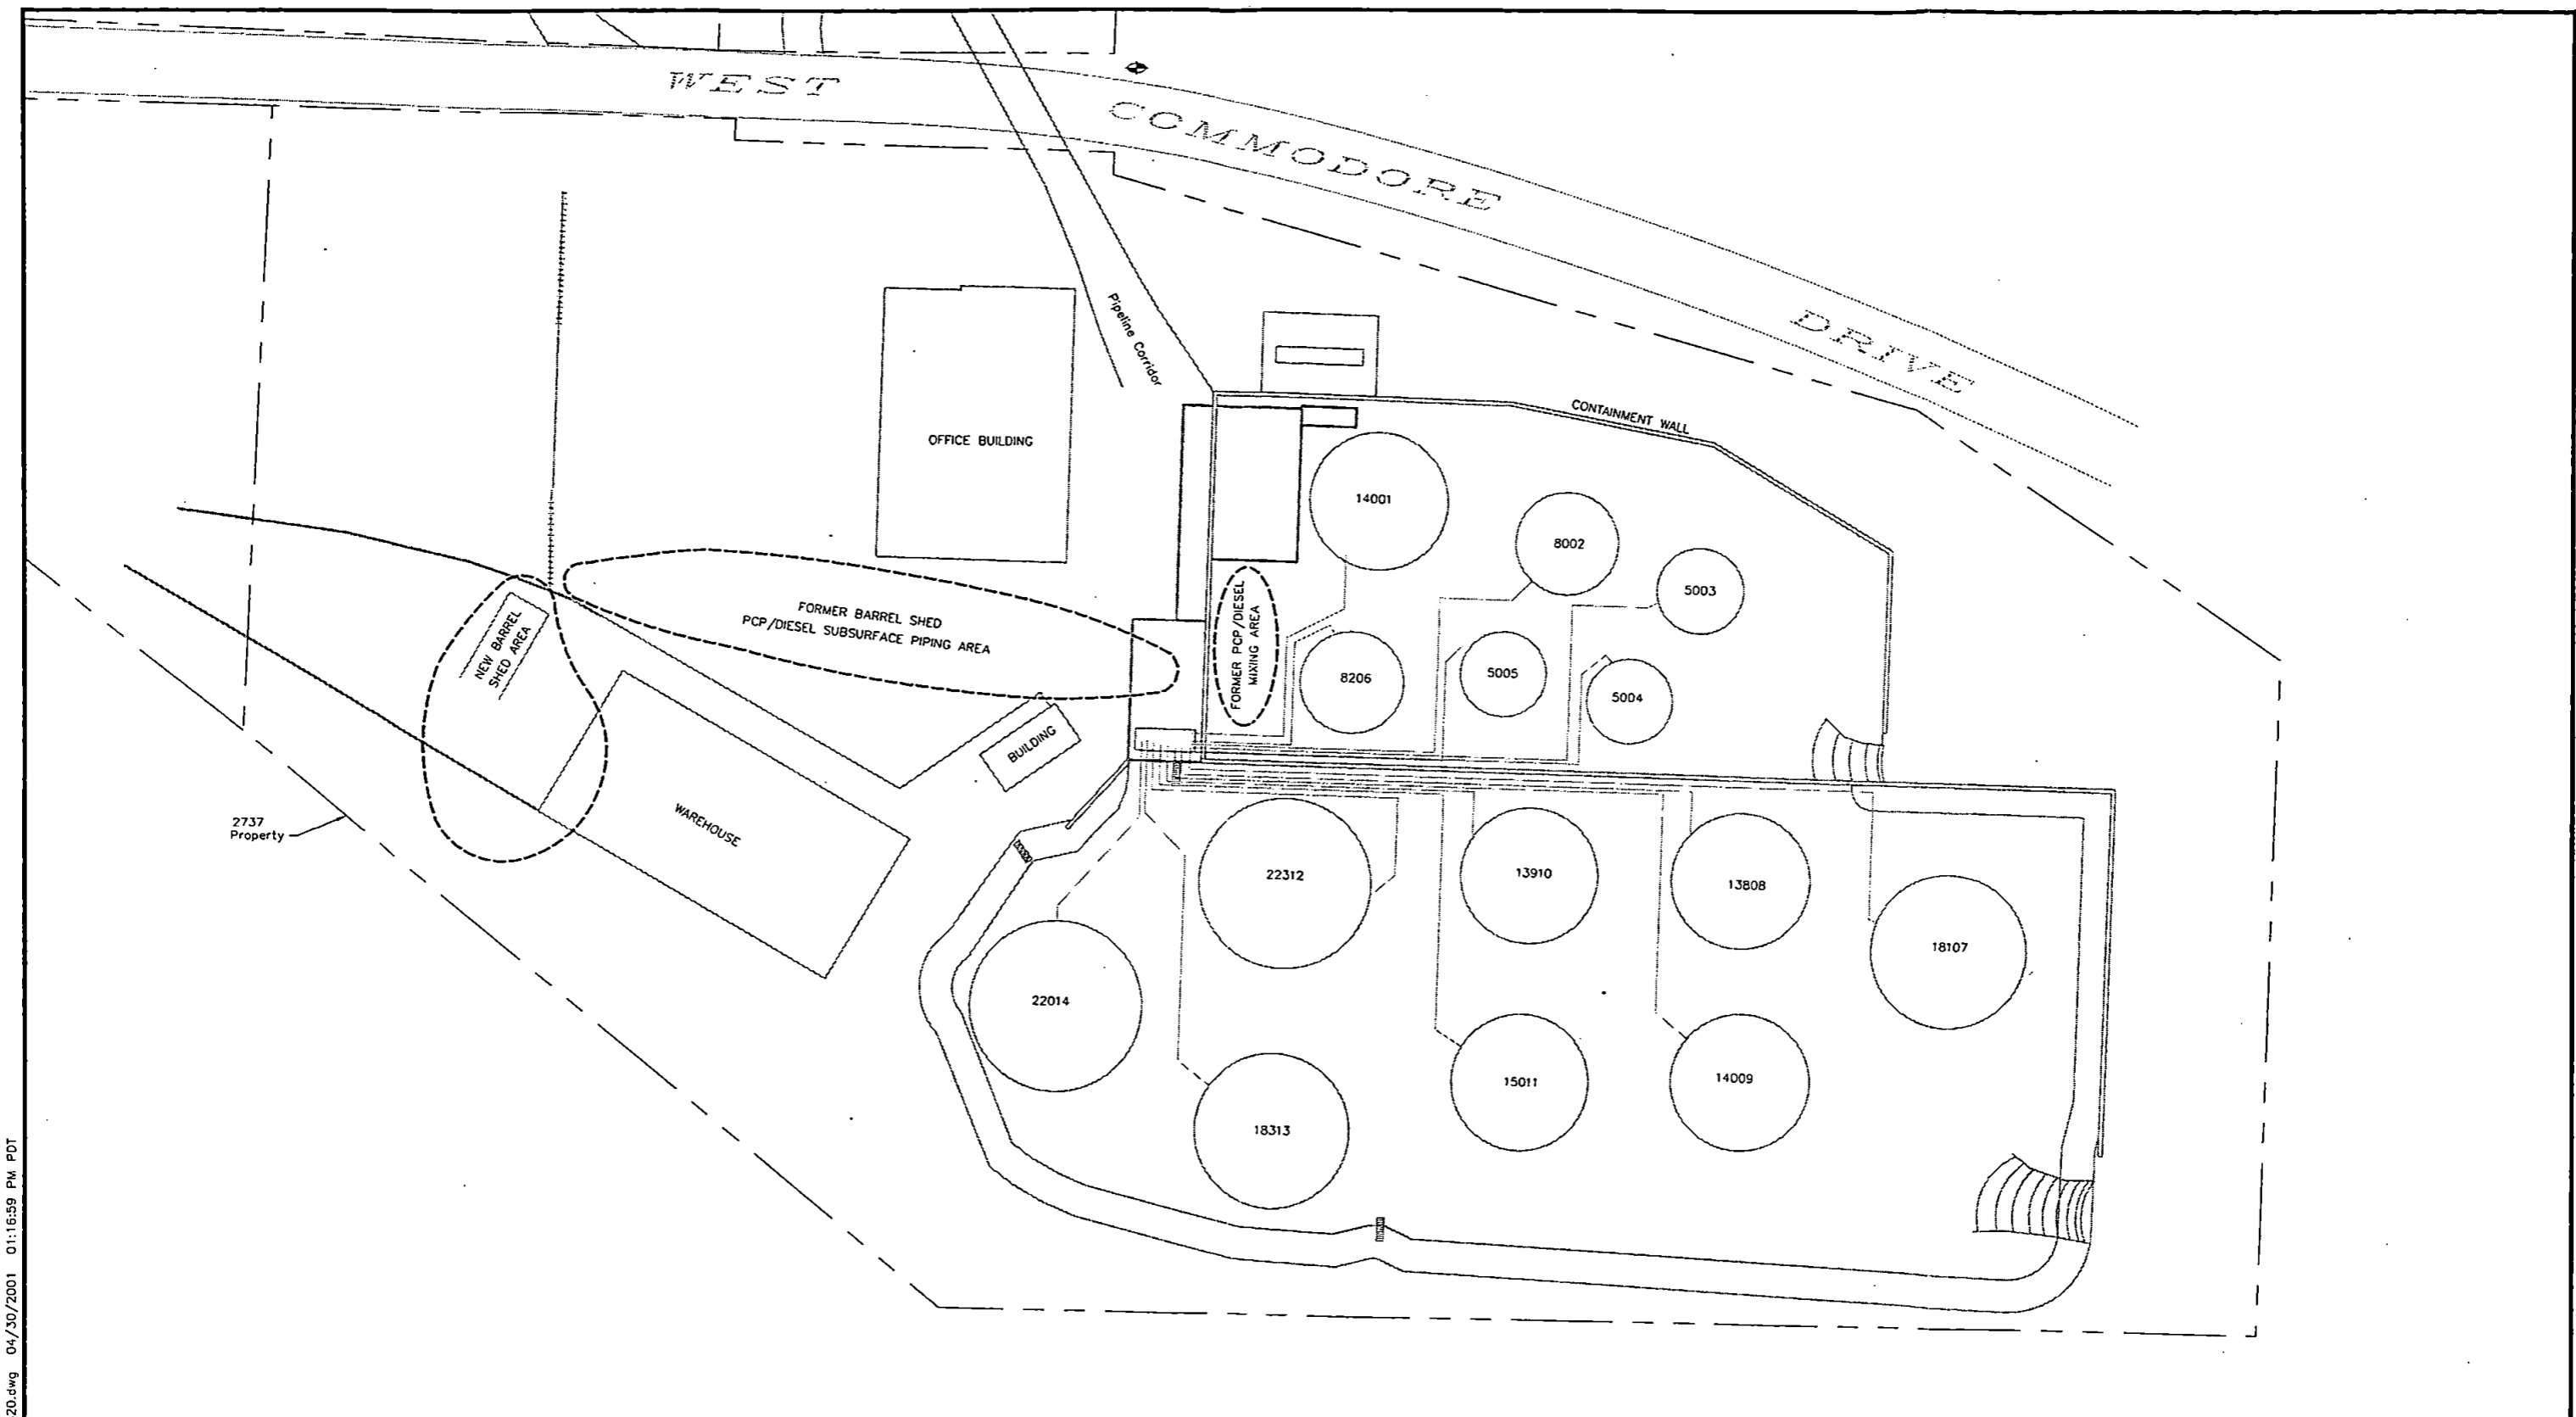 WEST
COMMODORE
DRIVE
Pipeline Corridor
CONTAINMENT WALL
OFFICE BUILDING
14001
8002
5003
FORMER BARREL SHED
PCP/DIESEL SUBSURFACE PIPING AREA
FORMER PCP/DIESEL
MIXING AREA
NEW BARREL
SHED AREA
8206
5005
5004
BUILDING
WAREHOUSE
2737
Property
22312
13910
13808
18107
22014
15011
14009
18313
20.dwg 04/30/2001 01:16:59 PM PDT